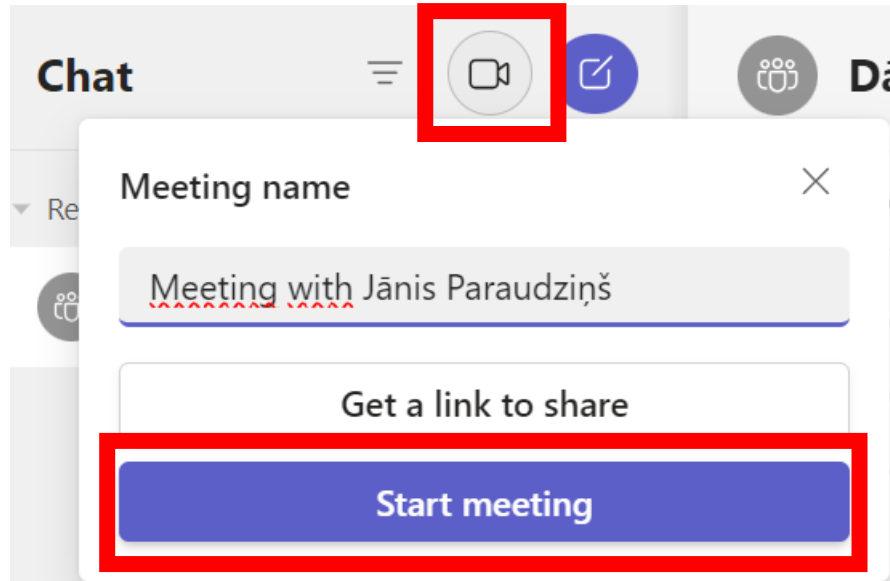 Chat
Dā
Meeting name
Re
Meeting with Jānis Paraudziņš
Get a link to share
Start meeting